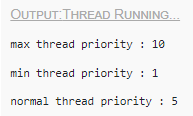 Output:Thread Running...
max thread priority : 10
min thread priority : 1
normal thread priority : 5